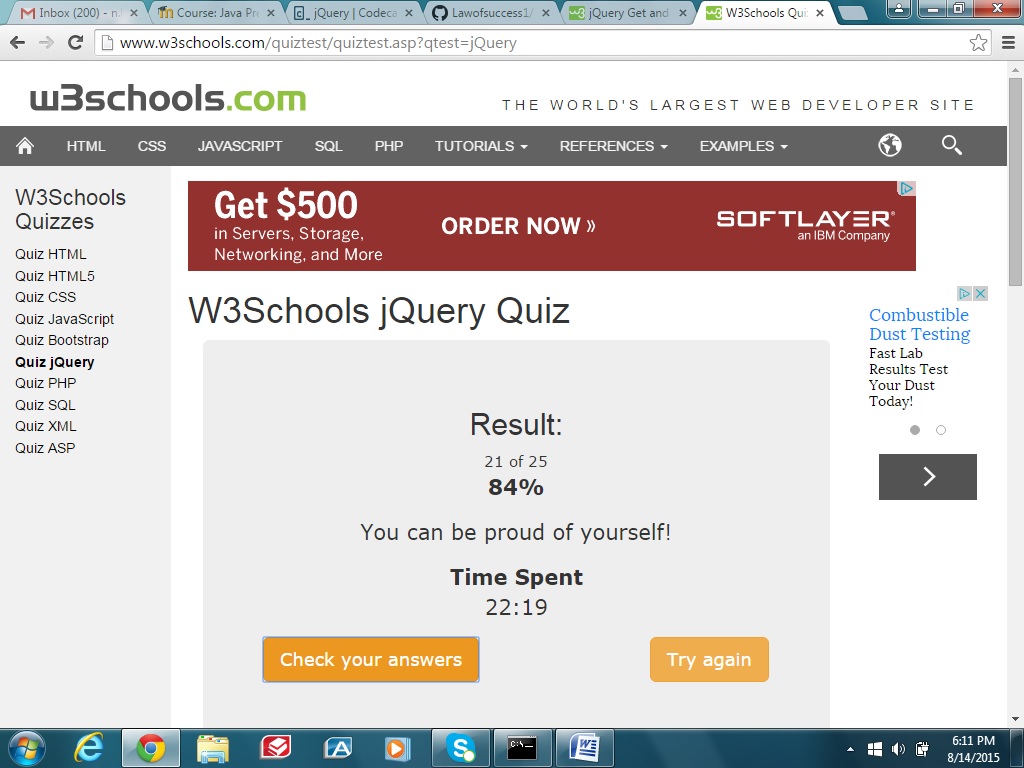 Inbox (200) - n.
Course: Java Pr
jQuery | Codeca
Lawofsuccess1/
jQuery Get and
W3Schools Qui
www.w3schools.com/quiztest/quiztest.asp?qtest=jQuery
w3schools.com
THE WORLD'S LARGEST WEB DEVELOPER SITE
HTML CSS JAVASCRIPT SQL PHP TUTORIALS REFERENCES EXAMPLES
W3Schools
Quizzes
Quiz HTML
Quiz HTML5
Quiz CSS
Quiz JavaScript
Quiz Bootstrap
Quiz jQuery
Quiz PHP
Quiz SQL
Quiz XML
Quiz ASP
Get $500
in Servers, Storage,
Networking, and More
ORDER NOW »
SOFTLAYER®
an IBM Company
W3Schools jQuery Quiz
Result:
21 of 25
84%
You can be proud of yourself!
Time Spent
22:19
Check your answers
Try again
Combustible
Dust Testing
Fast Lab
Results Test
Your Dust
Today!
6:11 PM
8/14/2015